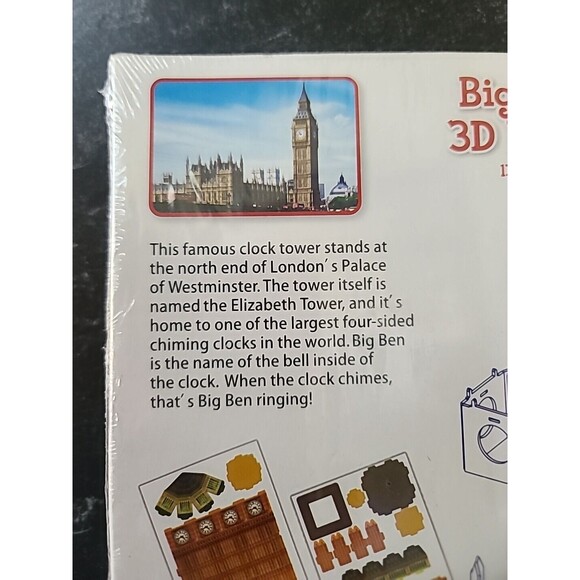 Big
3D
This famous clock tower stands at
the north end of London´s Palace
of Westminster. The tower itself is
named the Elizabeth Tower, and it´s
home to one of the largest four-sided
chiming clocks in the world. Big Ben
is the name of the bell inside of
the clock. When the clock chimes,
that´s Big Ben ringing!